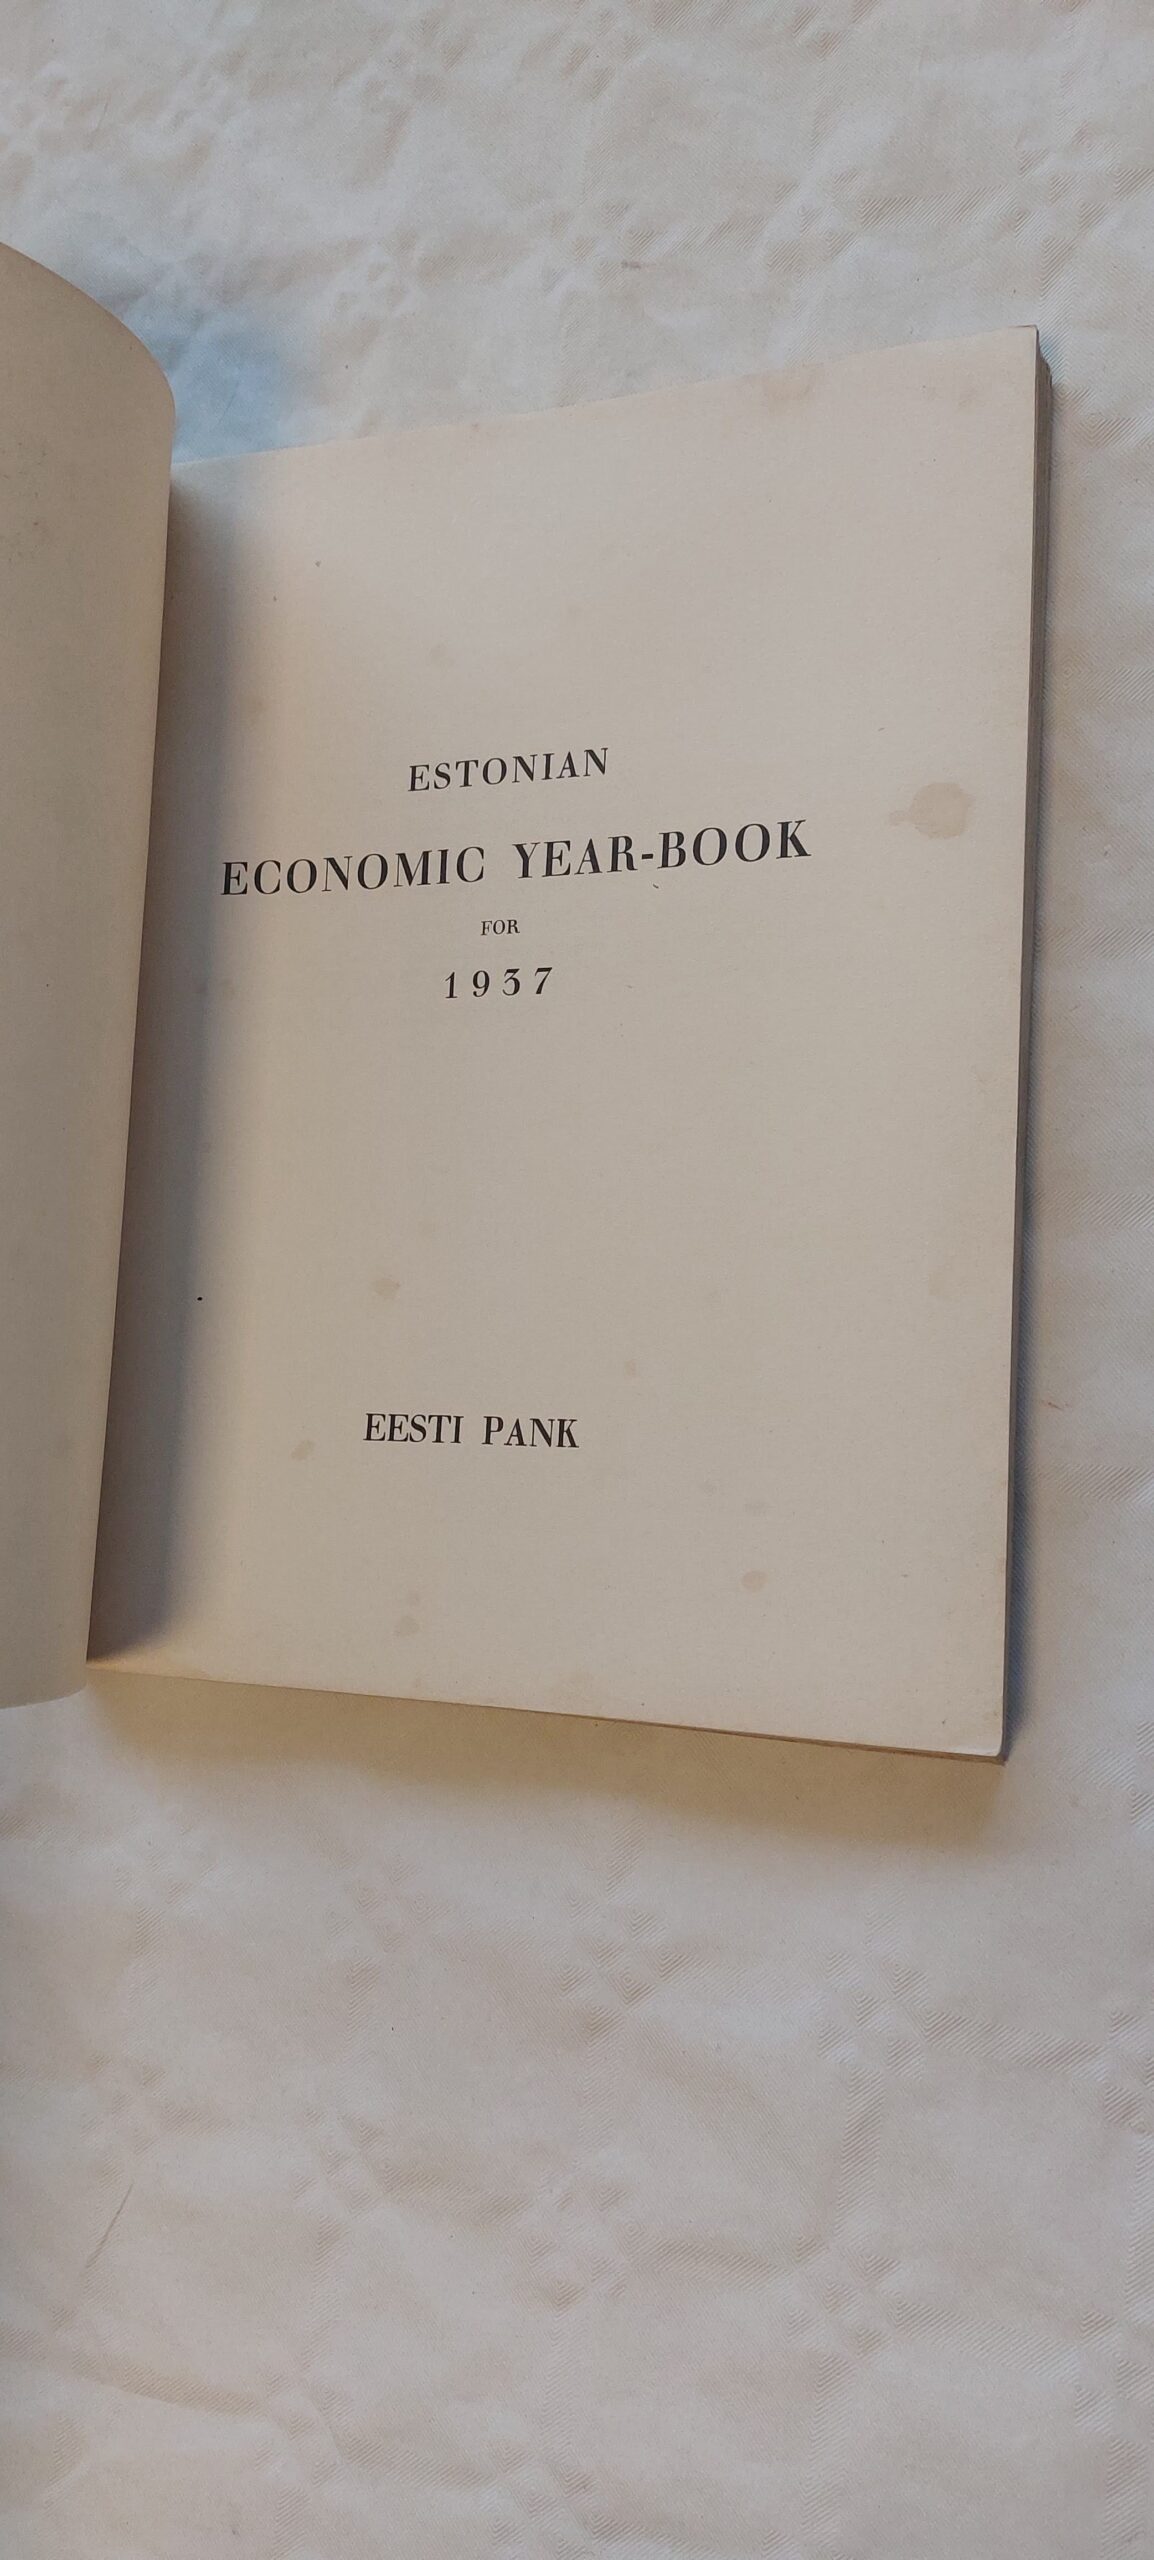 ESTONIAN
ECONOMIC YEAR-BOOK
FOR
1937
EESTI PANK